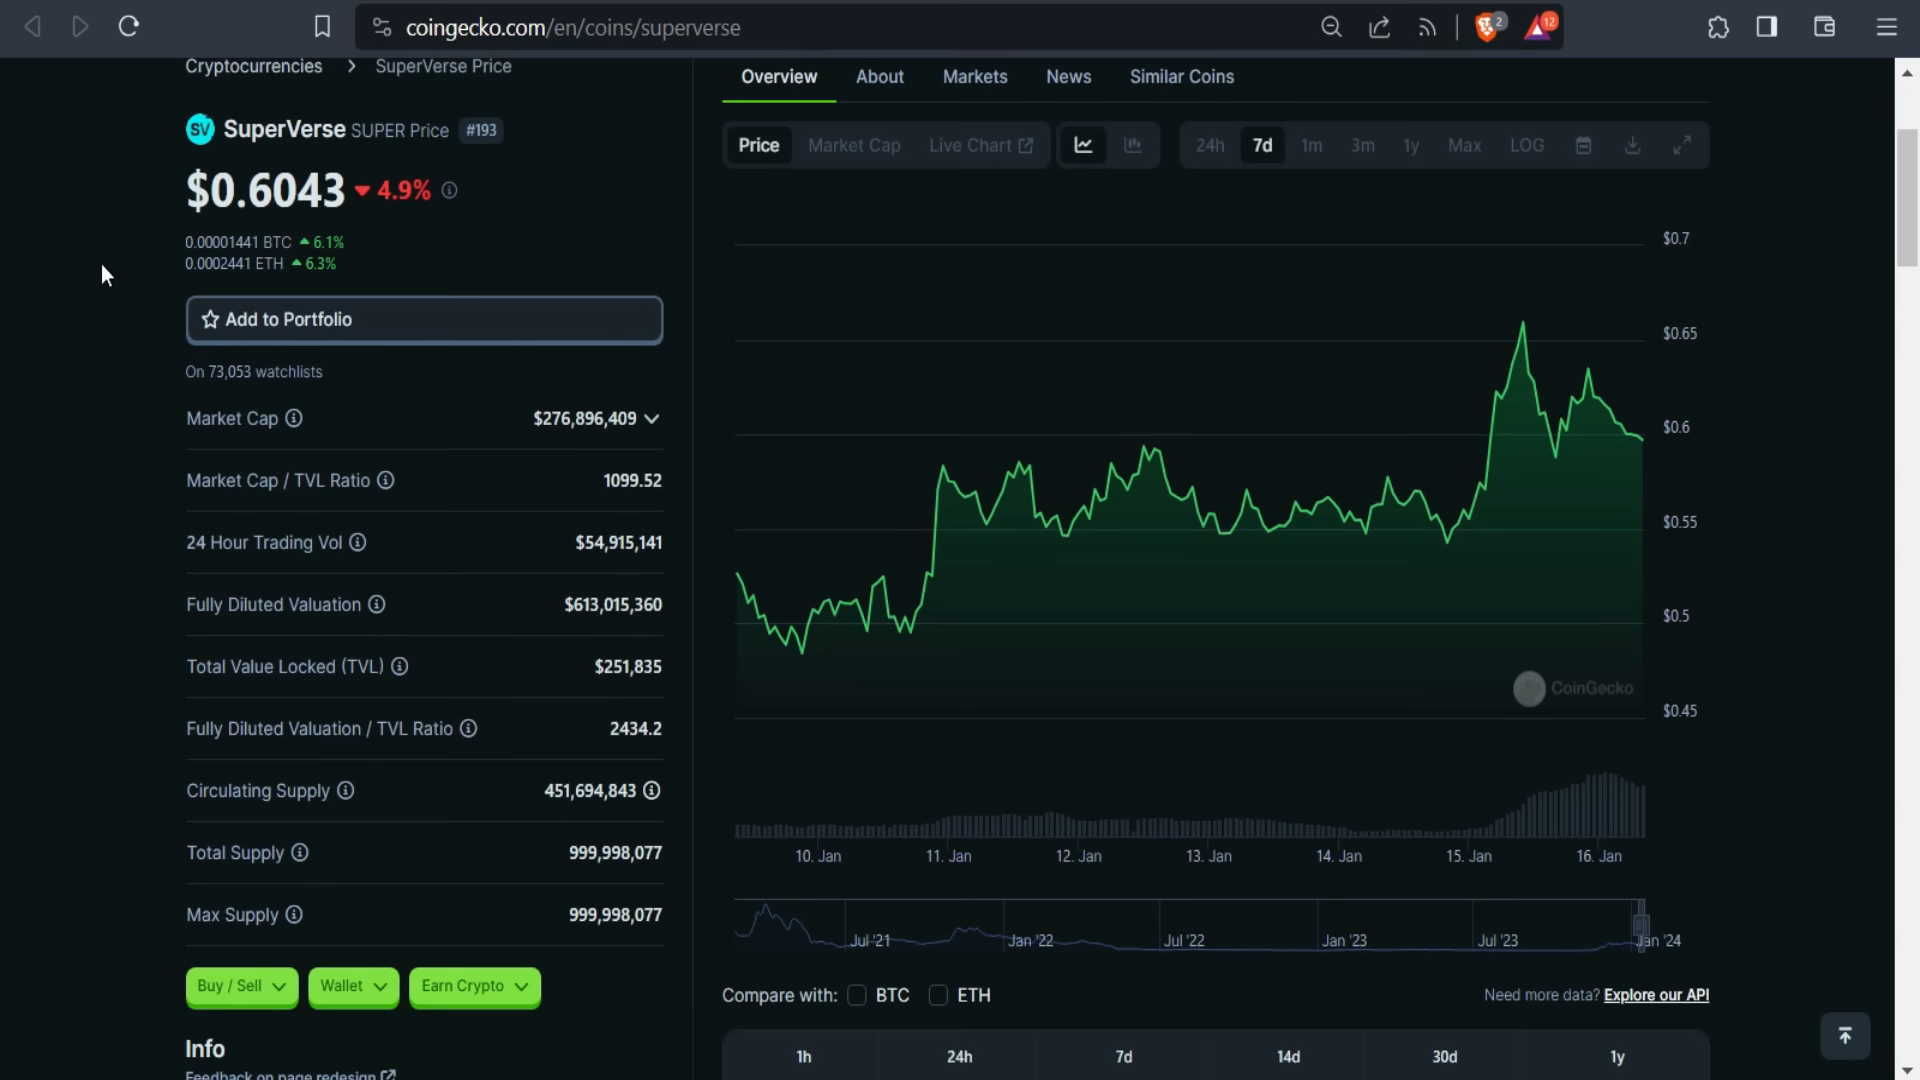 coingecko.com/en/coins/superverse
2
12
Cryptocurrencies > SuperVerse Price
SV SuperVerse SUPER Price #193
$0.6043 4.9%
0.00001441 BTC 6.1%
0.0002441 ETH 6.3%
Add to Portfolio
On 73,053 watchlists
Market Cap $276,896,409
Market Cap / TVL Ratio 1099.52
24 Hour Trading Vol $54,915,141
Fully Diluted Valuation $613,015,360
Total Value Locked (TVL) $251,835
Fully Diluted Valuation / TVL Ratio 2434.2
Circulating Supply 451,694,843
Total Supply 999,998,077
Max Supply 999,998,077
Buy / Sell Wallet Earn Crypto
Info
Feedback on page redesign
Overview About Markets News Similar Coins
Price Market Cap Live Chart 24h 7d 1m 3m 1y Max LOG
$0.7
$0.65
$0.6
$0.55
$0.5
CoinGecko
$0.45
10. Jan 11. Jan 12. Jan 13. Jan 14. Jan 15. Jan 16. Jan
Jul '21 Jan '22 Jul '22 Jan '23 Jul '23 Jan '24
Compare with: BTC ETH Need more data? Explore our API
1h 24h 7d 14d 30d 1y